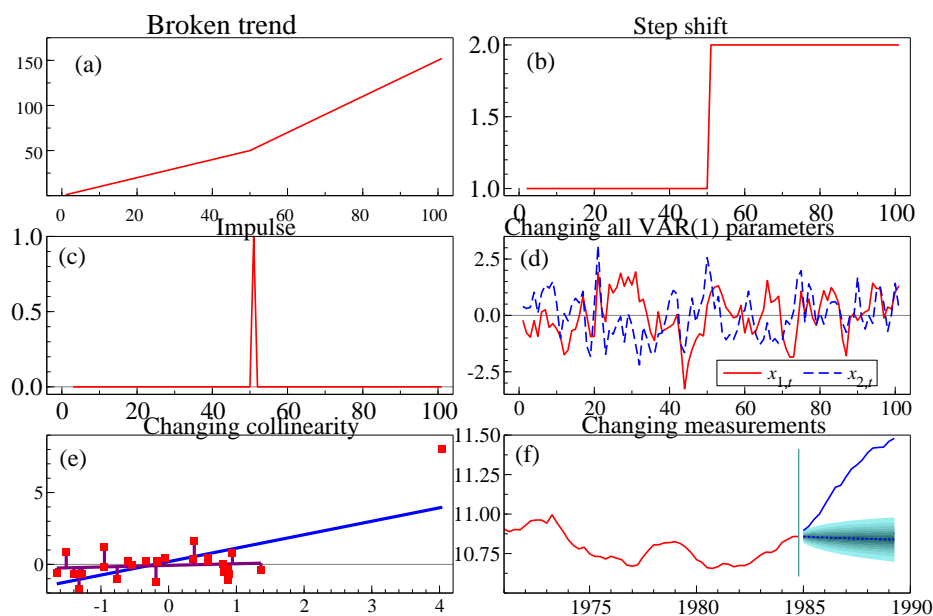 Broken trend
(a)
150
100
50
0 20 40 60 80 100
Step shift
(b)
2.0
1.5
1.0
0 20 40 60 80 100
Impulse
(c)
1.0
0.5
0.0
0 20 40 60 80 100
Changing all VAR(1) parameters
(d)
2.5
0.0
-2.5
x1,t x2,t
0 20 40 60 80 100
Changing collinearity
(e)
5
0
-1 0 1 2 3 4
Changing measurements
(f)
11.50
11.25
11.00
10.75
1975 1980 1985 1990